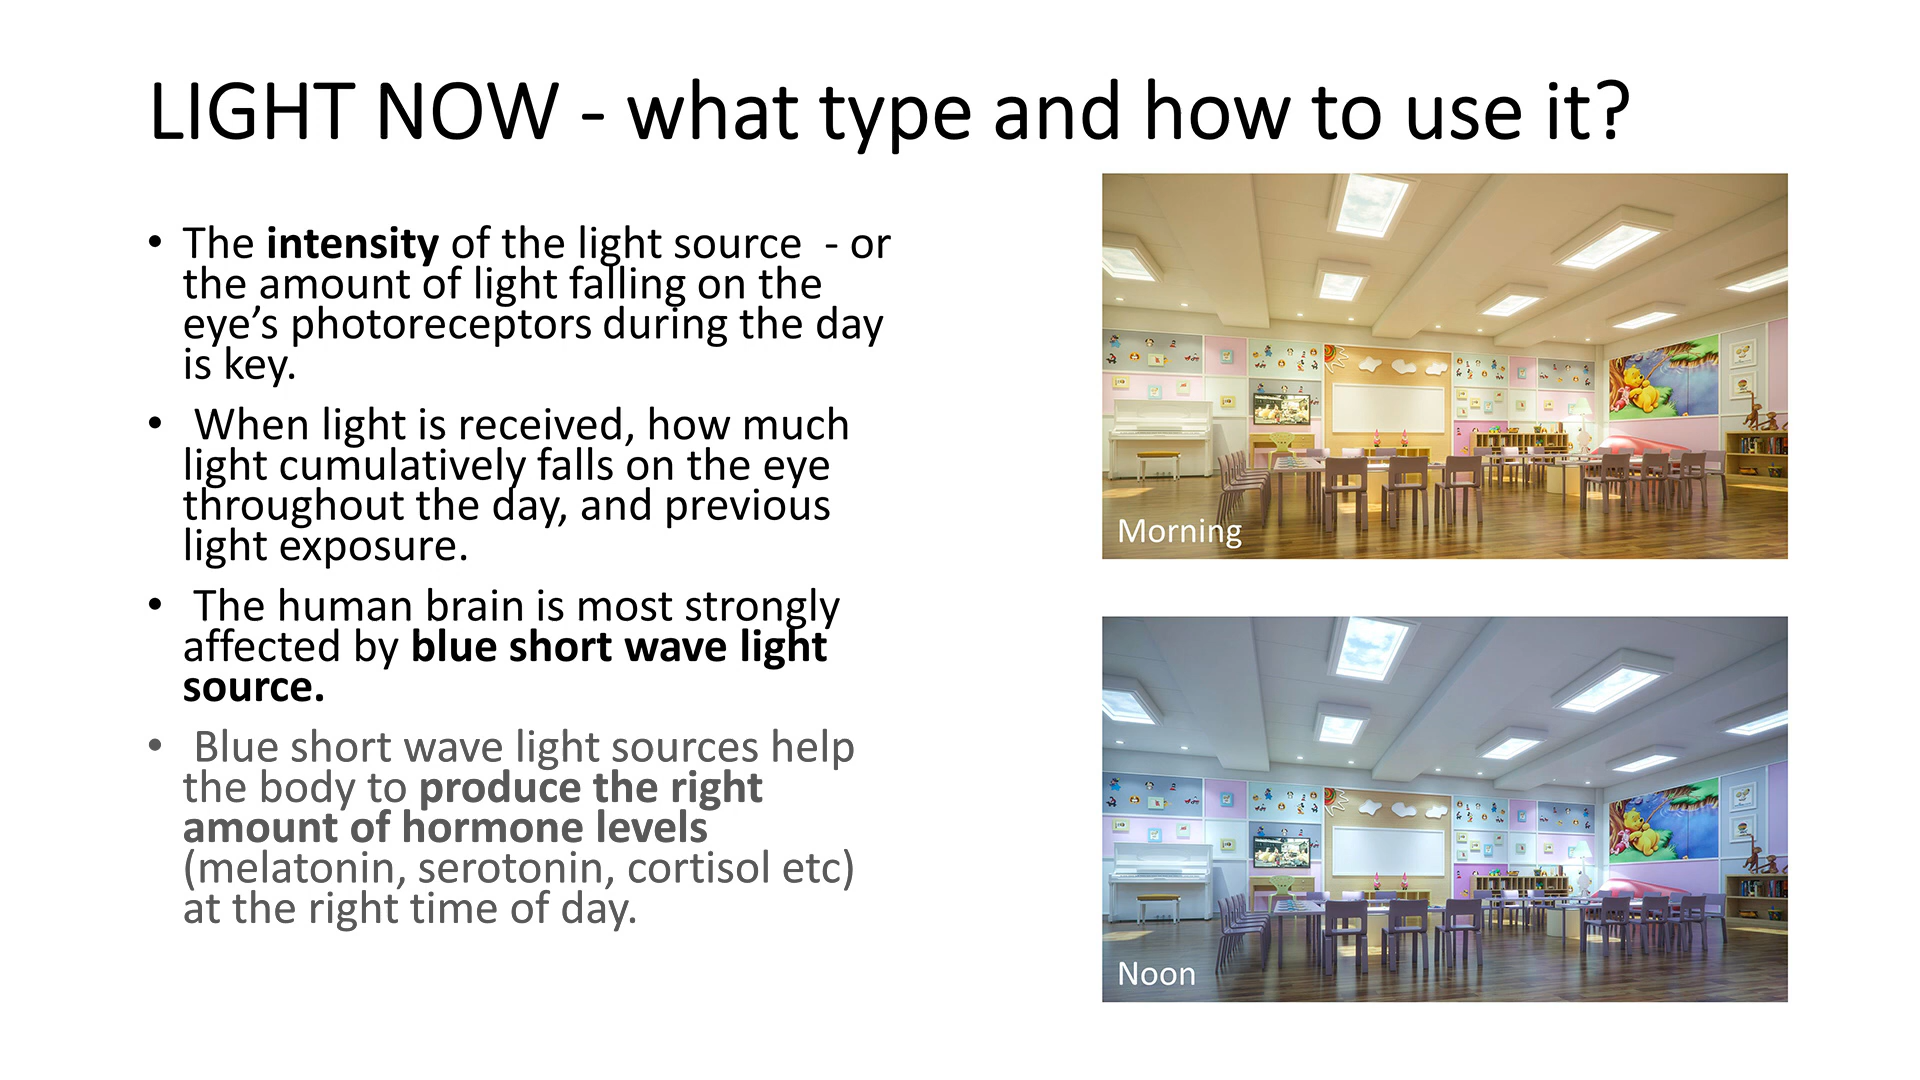 LIGHT NOW - what type and how to use it?
• The intensity of the light source - or
the amount of light falling on the
eye’s photoreceptors during the day
is key.
• When light is received, how much
light cumulatively falls on the eye
throughout the day, and previous
light exposure.
• The human brain is most strongly
affected by blue short wave light
source.
• Blue short wave light sources help
the body to produce the right
amount of hormone levels
(melatonin, serotonin, cortisol etc)
at the right time of day.
Morning
Noon